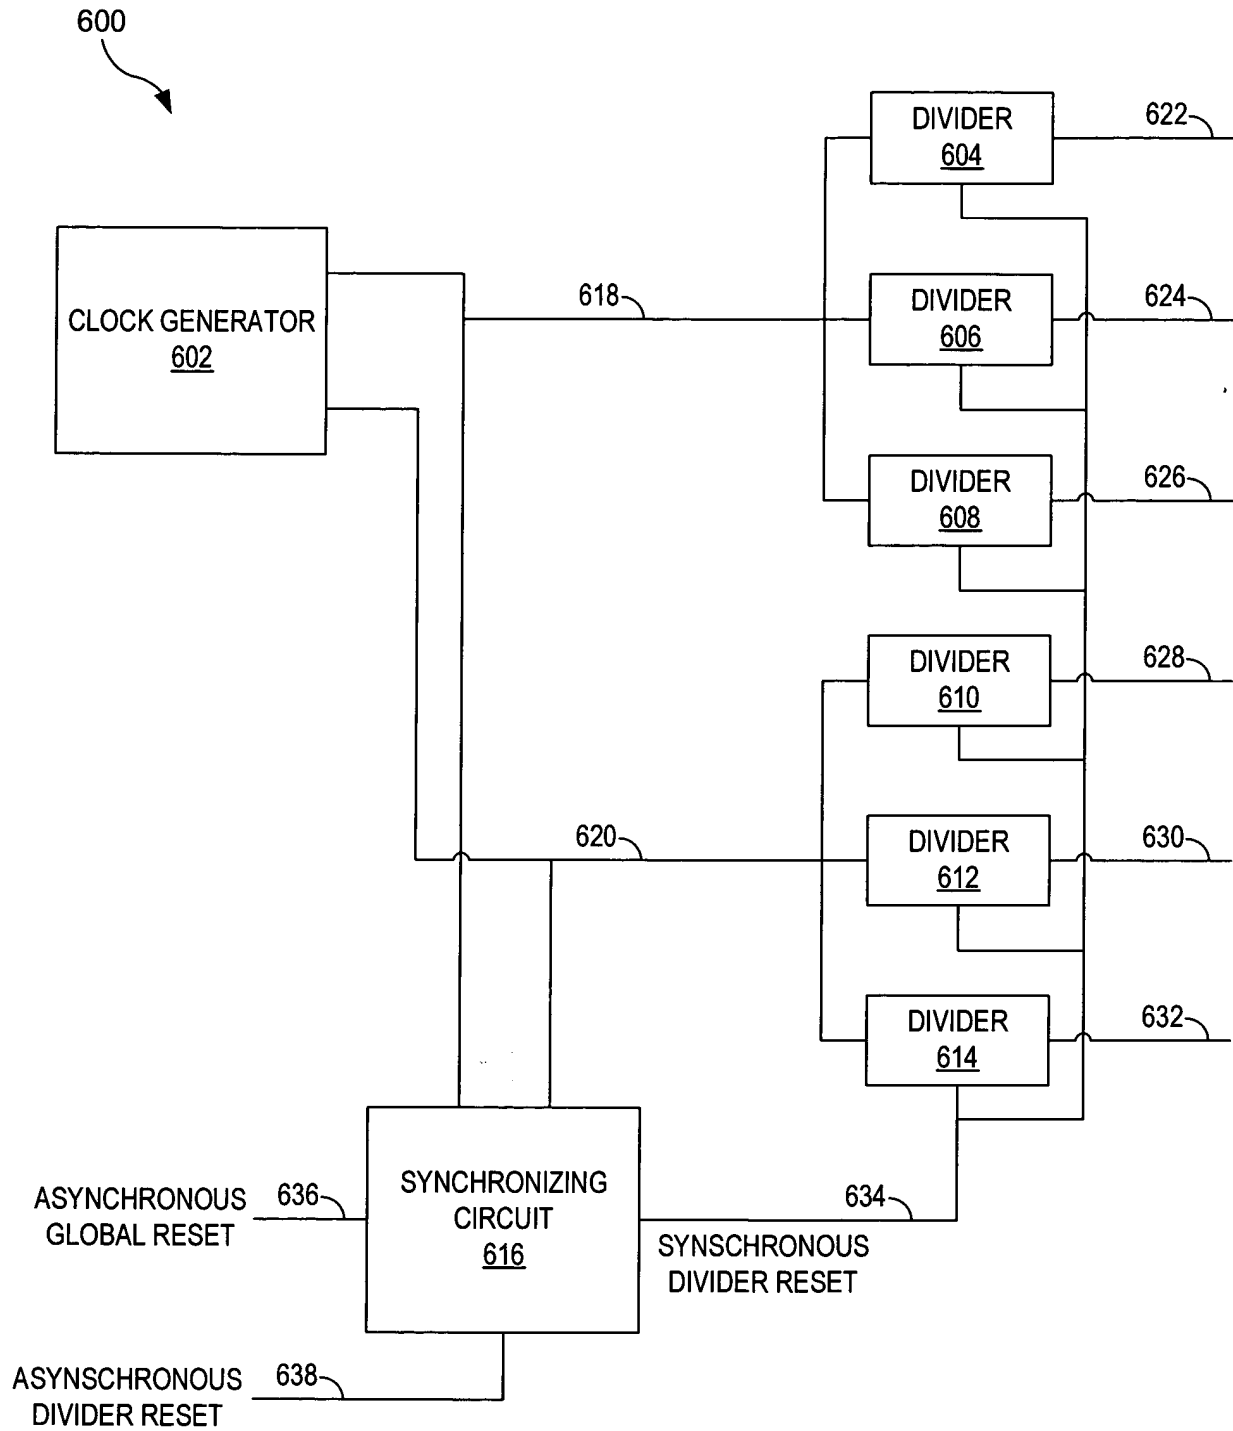 600
DIVIDER
604
622
CLOCK GENERATOR
602
618
DIVIDER
606
624
DIVIDER
608
626
DIVIDER
610
628
620
DIVIDER
612
630
DIVIDER
614
632
ASYNCHRONOUS
GLOBAL RESET
636
SYNCHRONIZING
CIRCUIT
616
634
SYNSCHRONOUS
DIVIDER RESET
ASYNSCHRONOUS
DIVIDER RESET
638